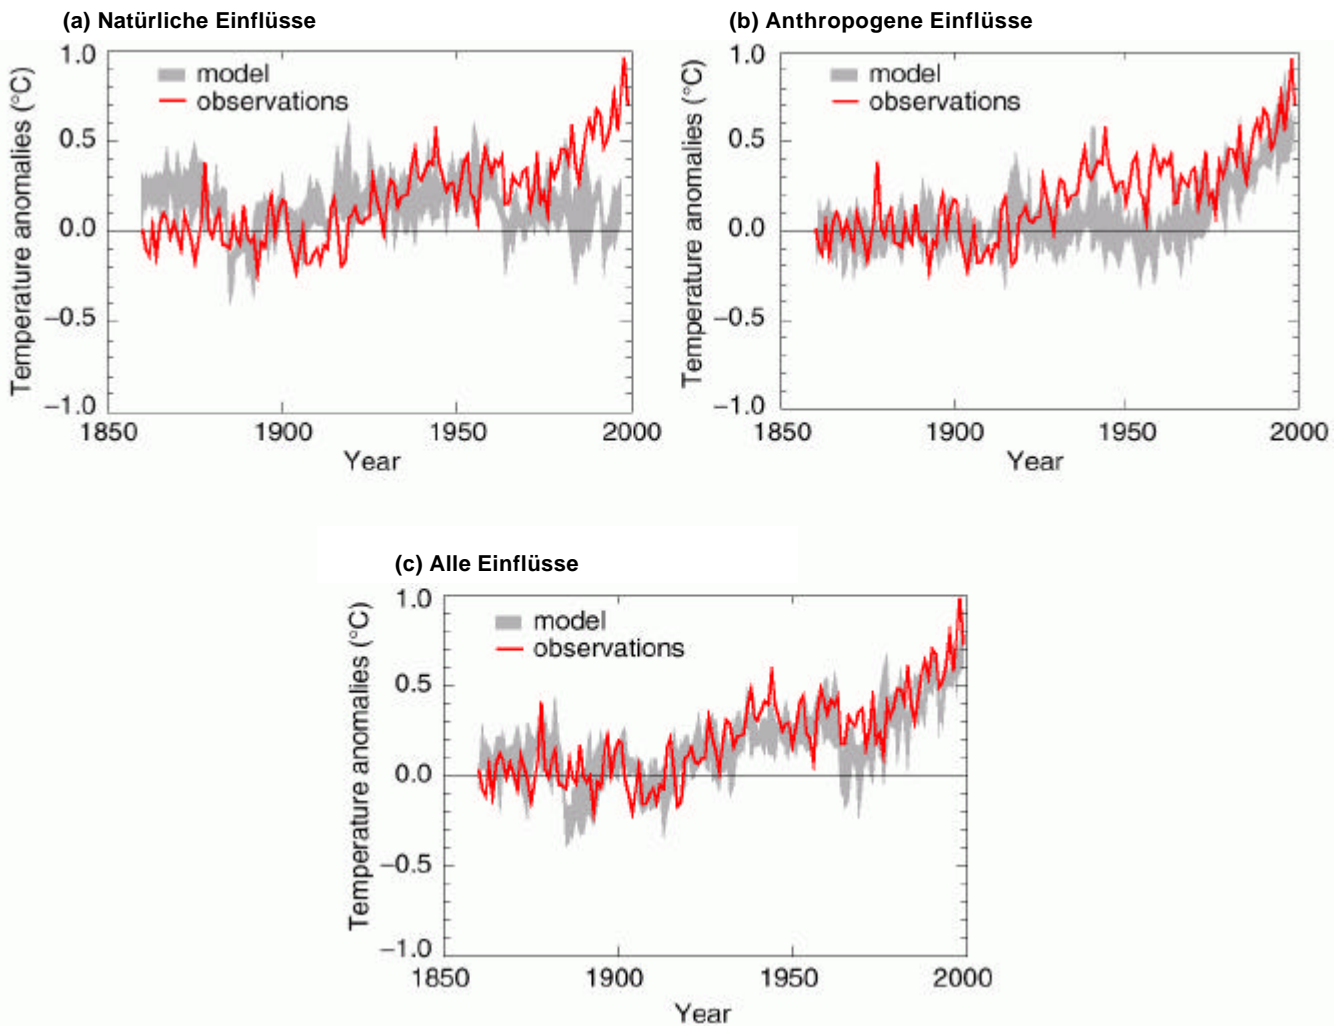 (a) Natürliche Einflüsse
Temperature anomalies (°C)
1.0
0.5
0.0
−0.5
−1.0
model
observations
1850 1900 1950 2000
Year
(b) Anthropogene Einflüsse
Temperature anomalies (°C)
1.0
0.5
0.0
−0.5
−1.0
model
observations
1850 1900 1950 2000
Year
(c) Alle Einflüsse
Temperature anomalies (°C)
1.0
0.5
0.0
−0.5
−1.0
model
observations
1850 1900 1950 2000
Year